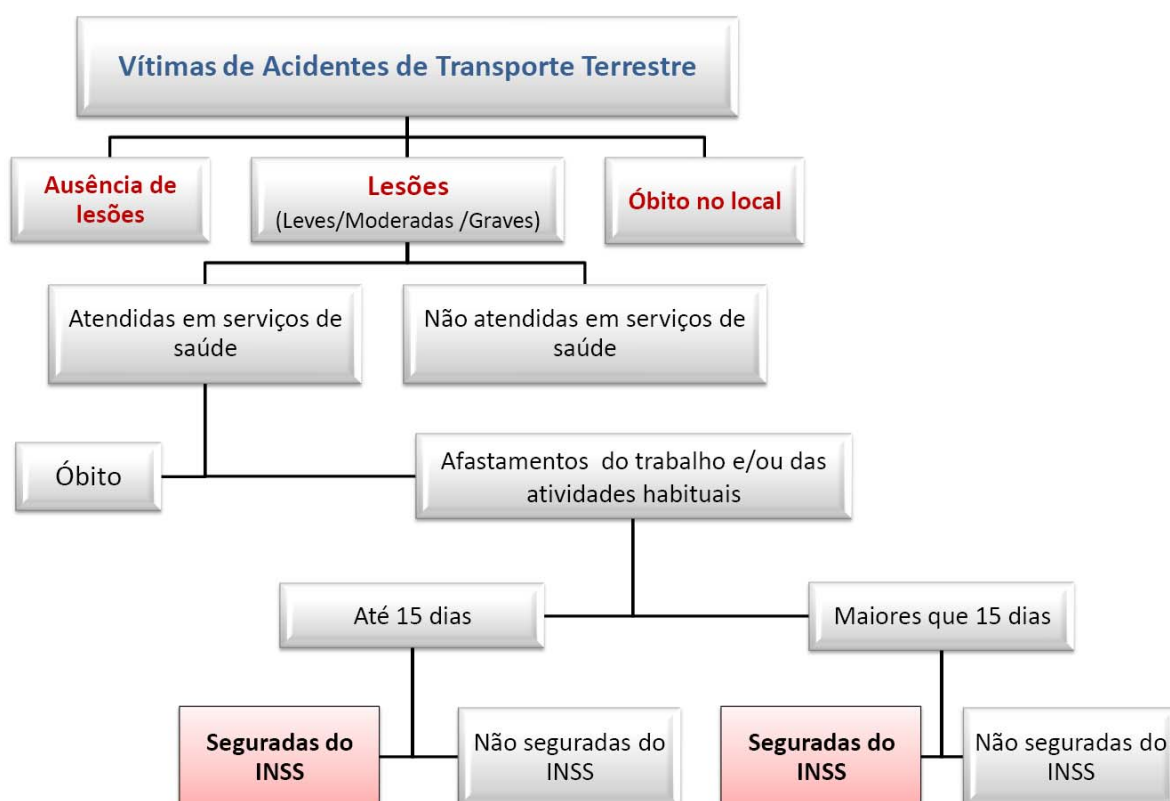 Vítimas de Acidentes de Transporte Terrestre
Ausência de
lesões
Lesões
(Leves/Moderadas /Graves)
Óbito no local
Atendidas em serviços de
saúde
Não atendidas em serviços de
saúde
Óbito
Afastamentos do trabalho e/ou das
atividades habituais
Até 15 dias
Maiores que 15 dias
Seguradas do
INSS
Não seguradas do
INSS
Seguradas do
INSS
Não seguradas do
INSS